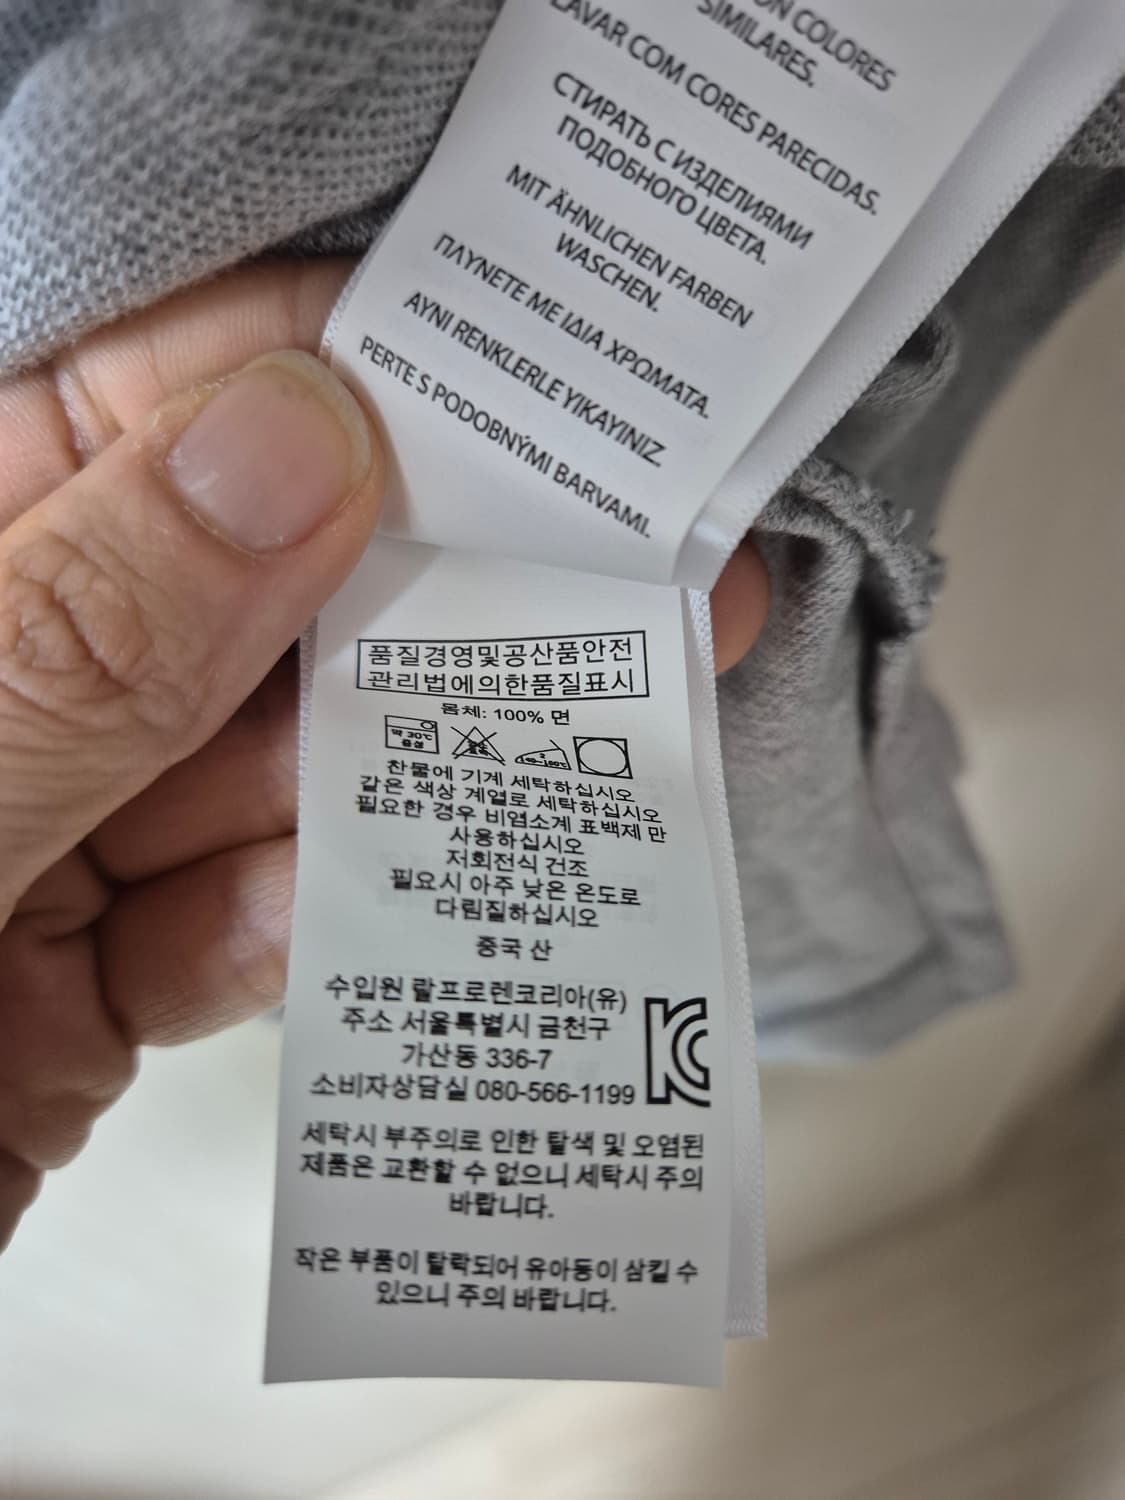 ON COLORES
SIMILARES.
LAVAR COM CORES PARECIDAS.
СТИРАТЬ С ИЗДЕЛИЯМИ
ПОДОБНОГО ЦВЕТА.
MIT ÄHNLICHEN FARBEN
WASCHEN.
ΠΛΥΝΕΤΕ ΜΕ ΙΔΙΑ ΧΡΩΜΑΤΑ.
AYNI RENKLERLE YIKAYINIZ.
PERTE S PODOBNÝMI BARVAMI.
품질경영및공산품안전
관리법에의한품질표시
몸체: 100% 면
약 30℃
중성
찬물에 기계 세탁하십시오
같은 색상 계열로 세탁하십시오
필요한 경우 비염소계 표백제 만
사용하십시오
저회전식 건조
필요시 아주 낮은 온도로
다림질하십시오
중국 산
수입원 랄프로렌코리아(유)
주소 서울특별시 금천구
가산동 336-7
소비자상담실 080-566-1199
세탁시 부주의로 인한 탈색 및 오염된
제품은 교환할 수 없으니 세탁시 주의
바랍니다.
작은 부품이 탈락되어 유아동이 삼킬 수
있으니 주의 바랍니다.